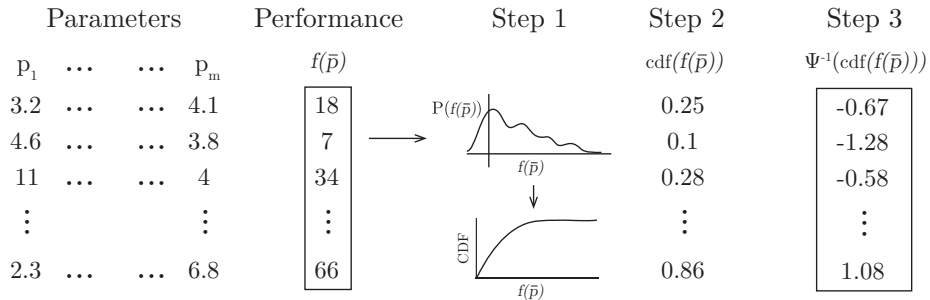 Parameters Performance Step 1 Step 2 Step 3
p₁ ... ... pₘ f(p̄) cdf(f(p̄)) Ψ⁻¹(cdf(f(p̄)))
3.2 ... ... 4.1 18 P(f(p̄)) 0.25 -0.67
4.6 ... ... 3.8 7 0.1 -1.28
f(p̄)
11 ... ... 4 34 0.28 -0.58
⋮ ⋮ ⋮ ⋮ ⋮
CDF
2.3 ... ... 6.8 66 0.86 1.08
f(p̄)